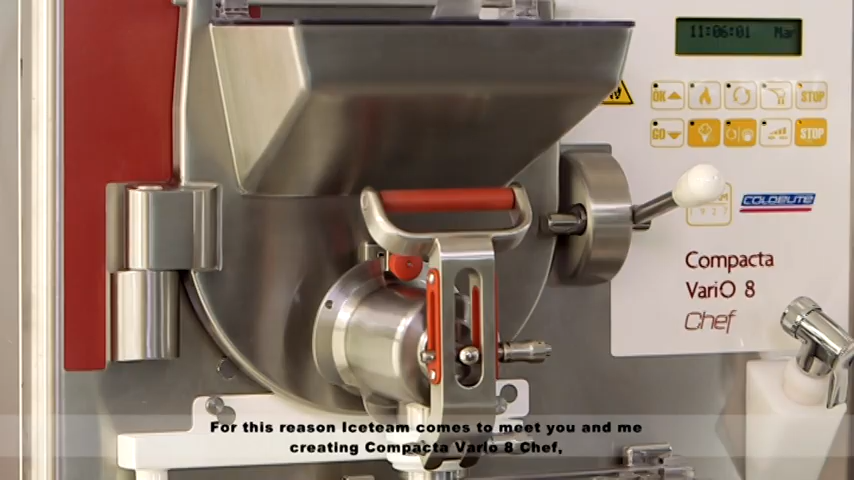 11:06:01 Mar
OK STOP
GO STOP
COLDELITE
1927
Compacta
VariO 8
Chef
For this reason Iceteam comes to meet you and me
creating Compacta Vario 8 Chef,